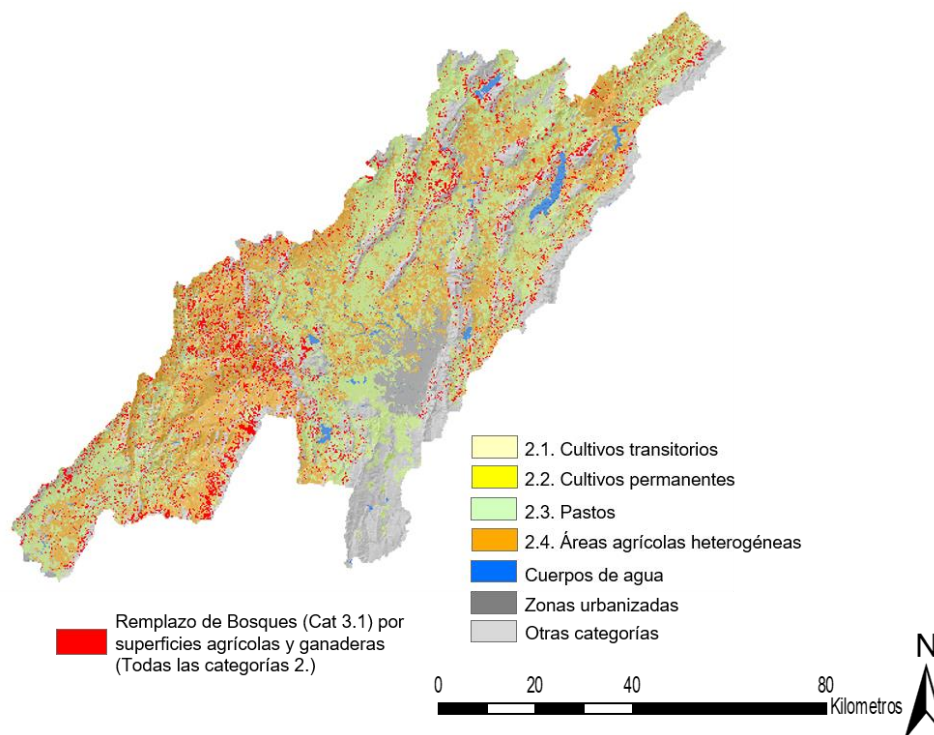 2.1. Cultivos transitorios
2.2. Cultivos permanentes
2.3. Pastos
2.4. Áreas agrícolas heterogéneas
Cuerpos de agua
Zonas urbanizadas
Otras categorías
Remplazo de Bosques (Cat 3.1) por
superficies agrícolas y ganaderas
(Todas las categorías 2.)
N
0 20 40 80
Kilometros